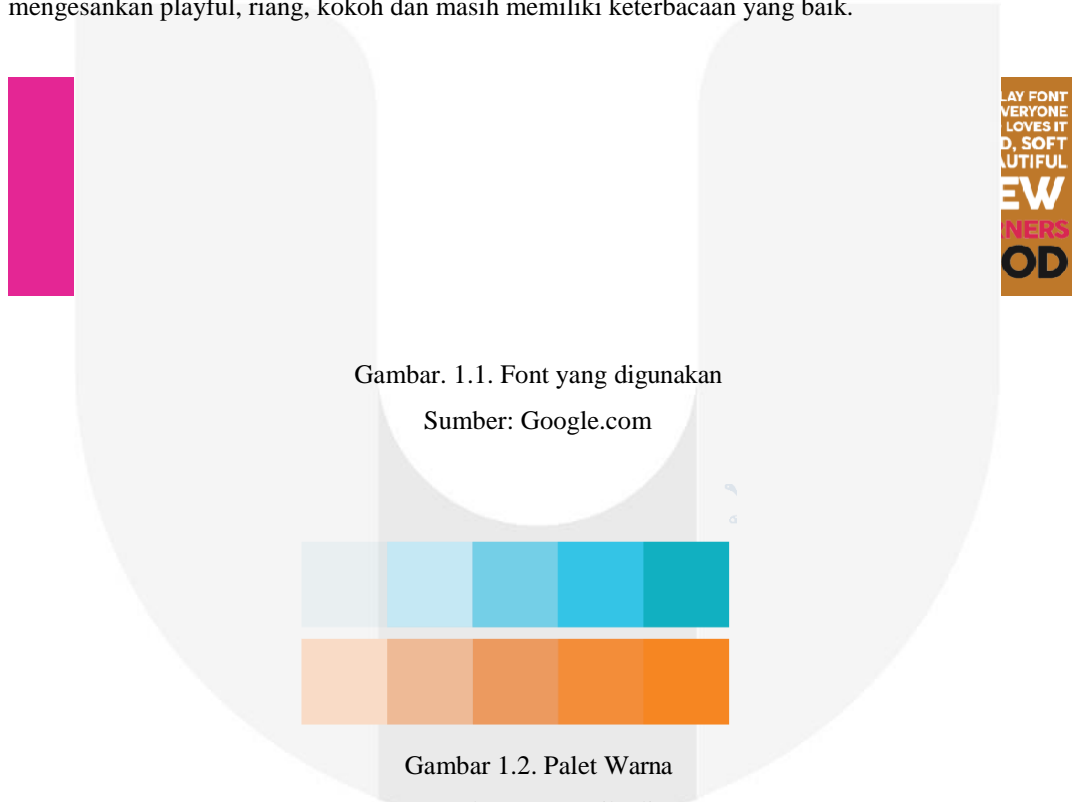 mengesankan playful, riang, kokoh dan masih memiliki keterbacaan yang baik.
LAY FONT
VERYONE
LOVES IT
D, SOFT
AUTIFUL
EW
RNERS
OD
Gambar. 1.1. Font yang digunakan
Sumber: Google.com
Gambar 1.2. Palet Warna